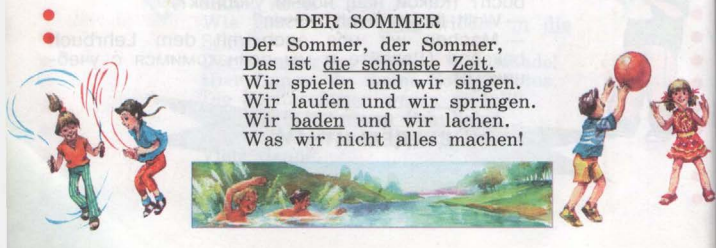 DER SOMMER
Der Sommer, der Sommer,
Das ist die schönste Zeit.
Wir spielen und wir singen.
Wir laufen und wir springen.
Wir baden und wir lachen.
Was wir nicht alles machen!